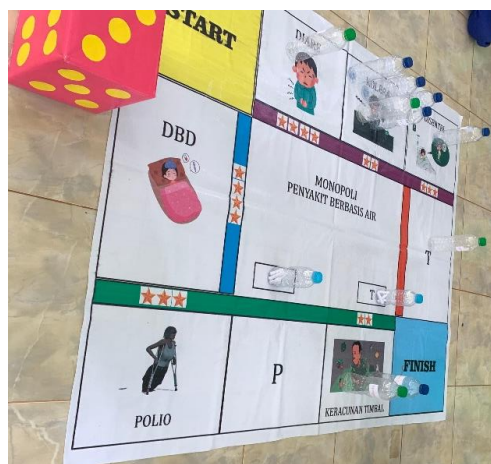 START
DIARE
DBD
MONOPOLI
PENYAKIT BERBASIS AIR
T
T
FINISH
P
POLIO
KERACUNAN TIMBAL